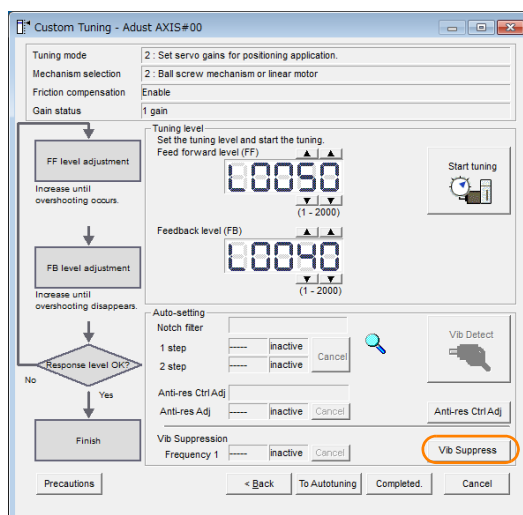 Custom Tuning - Adust AXIS#00
Tuning mode 2 : Set servo gains for positioning application.
Mechanism selection 2 : Ball screw mechanism or linear motor
Friction compensation Enable
Gain status 1 gain
FF level adjustment
Increase until
overshooting occurs.
FB level adjustment
Increase until
overshooting disappears.
Response level OK?
No
Yes
Finish
Tuning level
Set the tuning level and start the tuning.
Feed forward
level (FF)
L0050
(1 - 2000)
Feedback level (FB)
L0040
(1 - 2000)
Start tuning
Auto-setting
Notch filter
1 step ----- inactive
2 step ----- inactive
Cancel
Vib Detect
Anti-res Ctrl Adj
Anti-res Adj ----- inactive Cancel
Anti-res Ctrl Adj
Vib Suppression
Frequency 1 ----- inactive Cancel
Vib Suppress
Precautions < Back To Autotuning Completed. Cancel